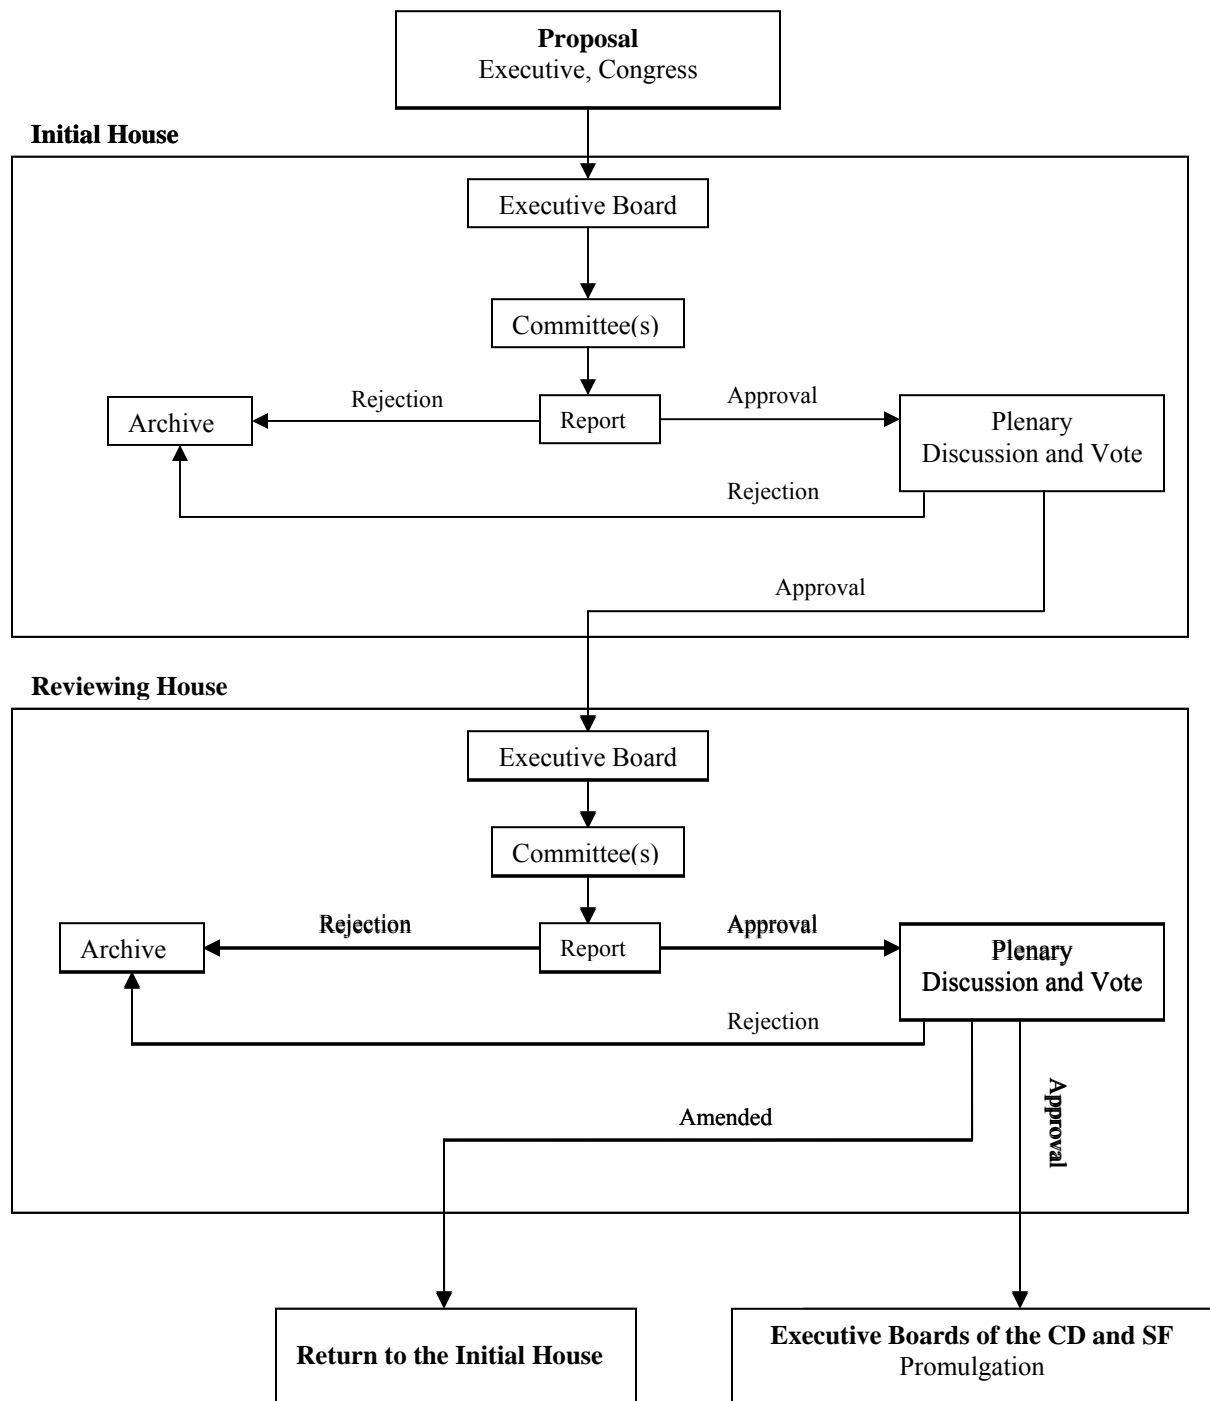 Proposal
Executive, Congress
Initial House
Executive Board
Committee(s)
Rejection
Approval
Archive
Report
Plenary
Discussion and Vote
Rejection
Approval
Reviewing House
Executive Board
Committee(s)
Rejection
Approval
Archive
Report
Plenary
Discussion and Vote
Rejection
Approval
Amended
Return to the Initial House
Executive Boards of the CD and SF
Promulgation